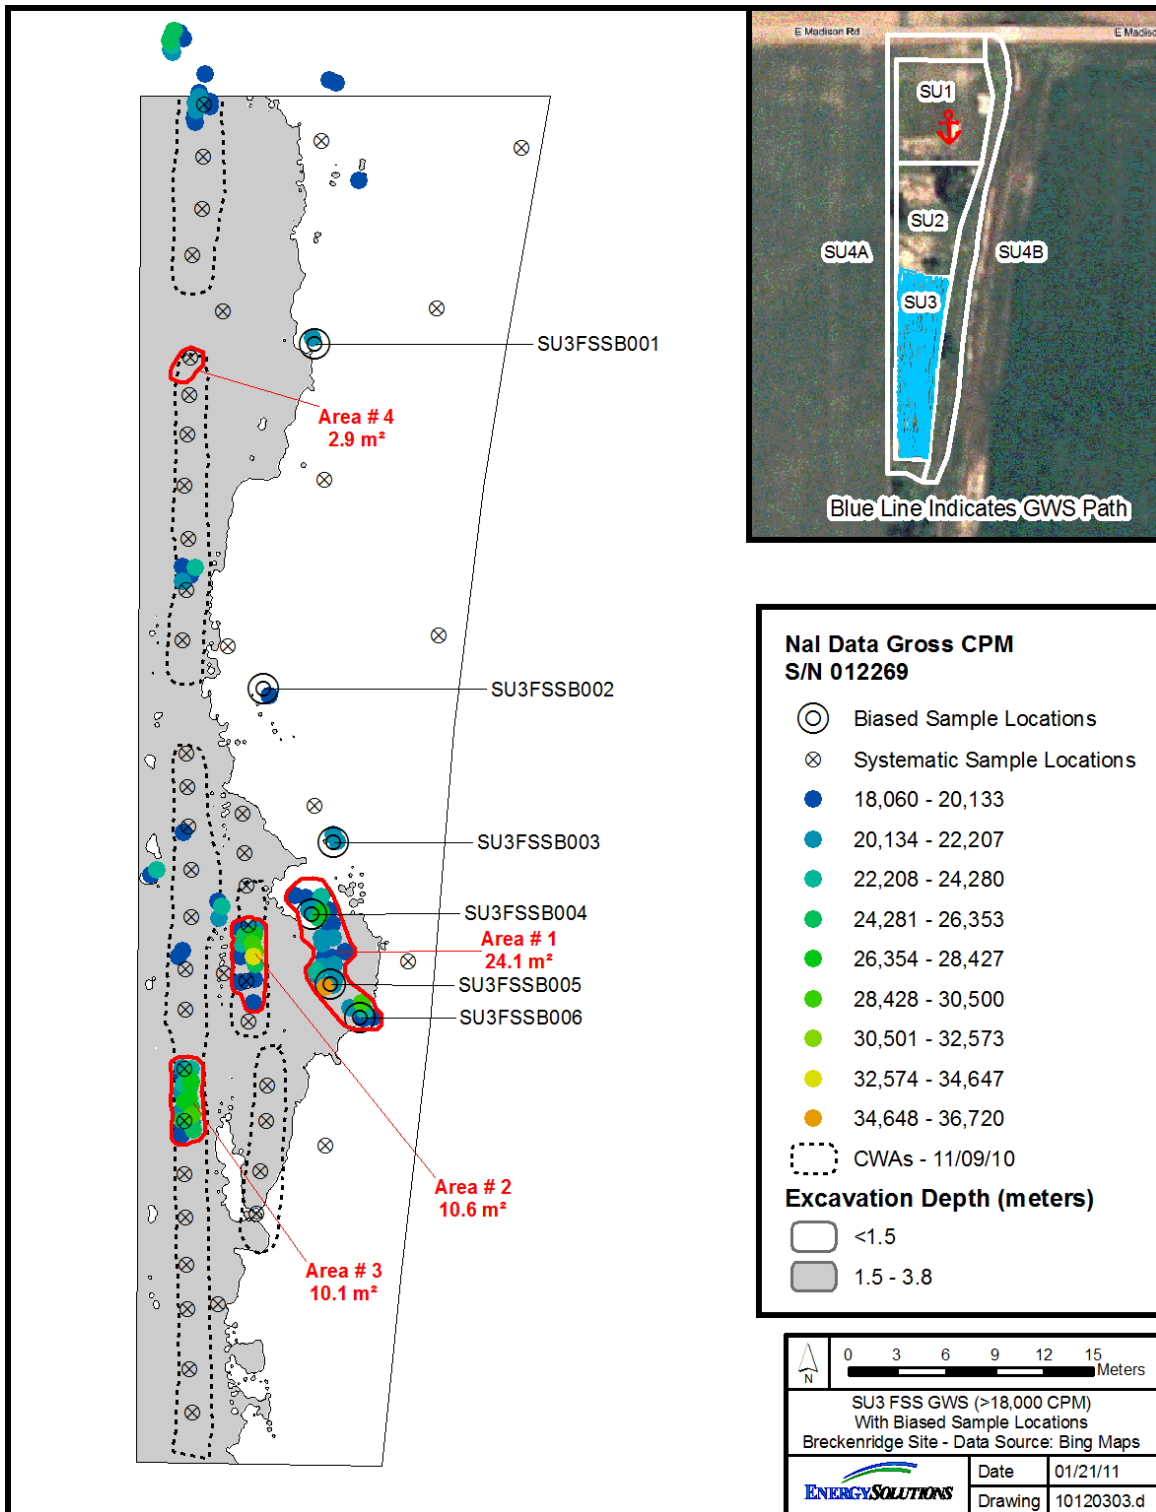 E Madison Rd
E Madiso
SU1
SU2
SU4A
SU4B
SU3
Blue Line Indicates GWS Path
SU3FSSB001
Area # 4
2.9 m²
SU3FSSB002
SU3FSSB003
SU3FSSB004
Area # 1
24.1 m²
SU3FSSB005
SU3FSSB006
Area # 2
10.6 m²
Area # 3
10.1 m²
NaI Data Gross CPM
S/N 012269
Biased Sample Locations
Systematic Sample Locations
18,060 - 20,133
20,134 - 22,207
22,208 - 24,280
24,281 - 26,353
26,354 - 28,427
28,428 - 30,500
30,501 - 32,573
32,574 - 34,647
34,648 - 36,720
CWAs - 11/09/10
Excavation Depth (meters)
<1.5
1.5 - 3.8
N
0 3 6 9 12 15
Meters
SU3 FSS GWS (>18,000 CPM)
With Biased Sample Locations
Breckenridge Site - Data Source: Bing Maps
ENERGYSOLUTIONS
Date 01/21/11
Drawing 10120303.d